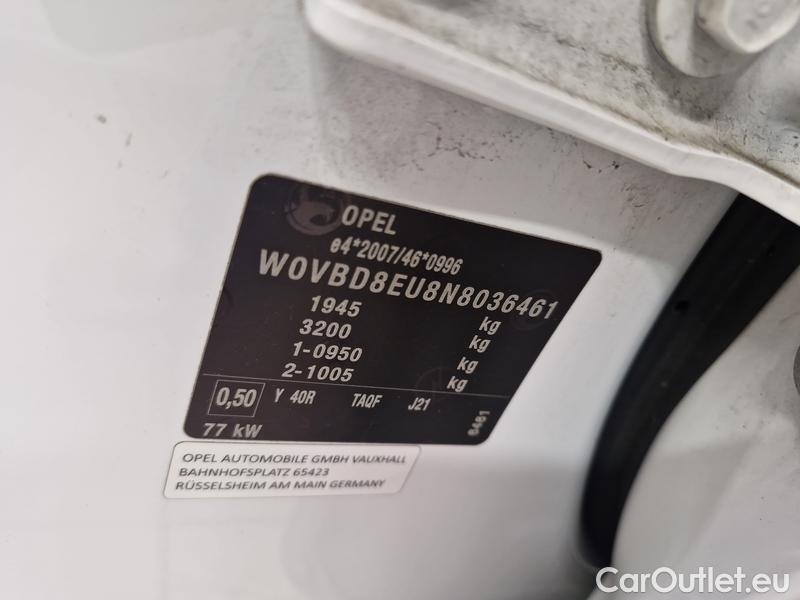 OPEL
e4*2007/46*0996
W0VBD8EU8N8036461
1945 kg
3200 kg
1-0950 kg
2-1005 kg
0,50 Y 40R TAQF J21
77 kW
6461
OPEL AUTOMOBILE GMBH VAUXHALL
BAHNHOFSPLATZ 65423
RÜSSELSHEIM AM MAIN GERMANY
CarOutlet.eu